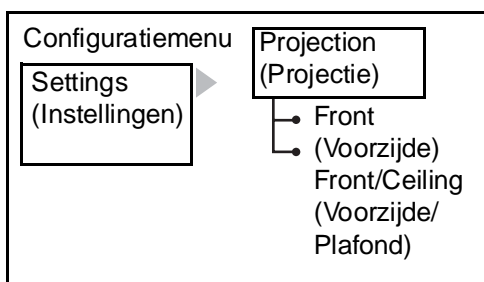 Configuratiemenu
Settings
(Instellingen)
Projection
(Projectie)
Front
(Voorzijde)
Front/Ceiling
(Voorzijde/
Plafond)